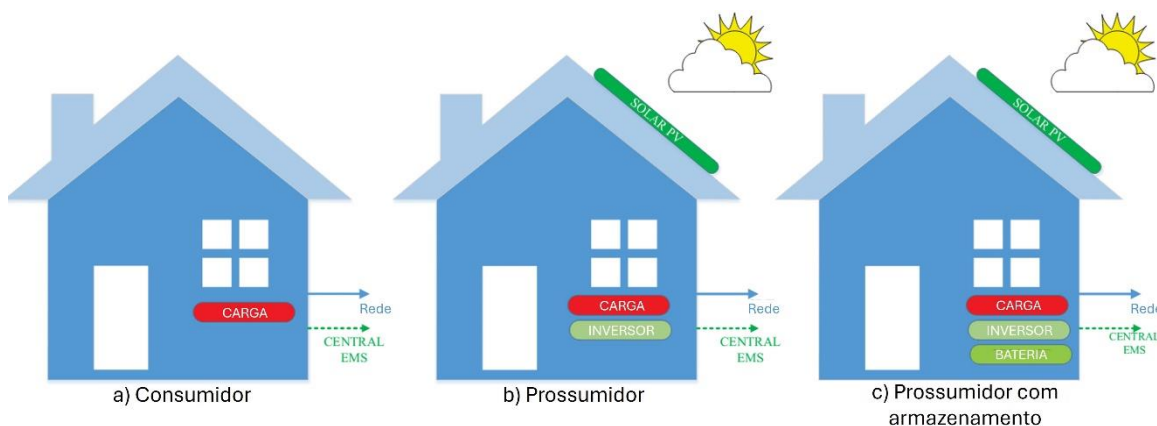 CARGA
Rede
CENTRAL
EMS
a) Consumidor
SOLAR PV
CARGA
INVERSOR
Rede
CENTRAL
EMS
b) Prossumidor
SOLAR PV
CARGA
INVERSOR
BATERIA
Rede
CENTRAL
EMS
c) Prossumidor com
armazenamento